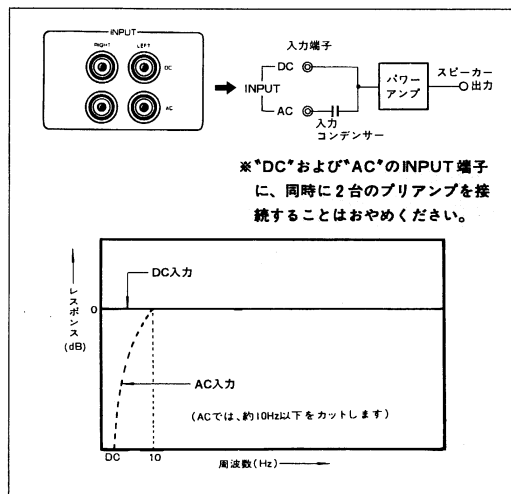 INPUT
RIGHT LEFT
DC
AC
入力端子
DC
INPUT
AC
入力
コンデンサー
パワー
アンプ
スピーカー
出力
※"DC"および"AC"のINPUT端子
に、同時に2台のプリアンプを接
続することはおやめください。
レスポンス
(dB)
0
DC入力
AC入力
(ACでは、約10Hz以下をカットします)
DC 10
周波数(Hz)